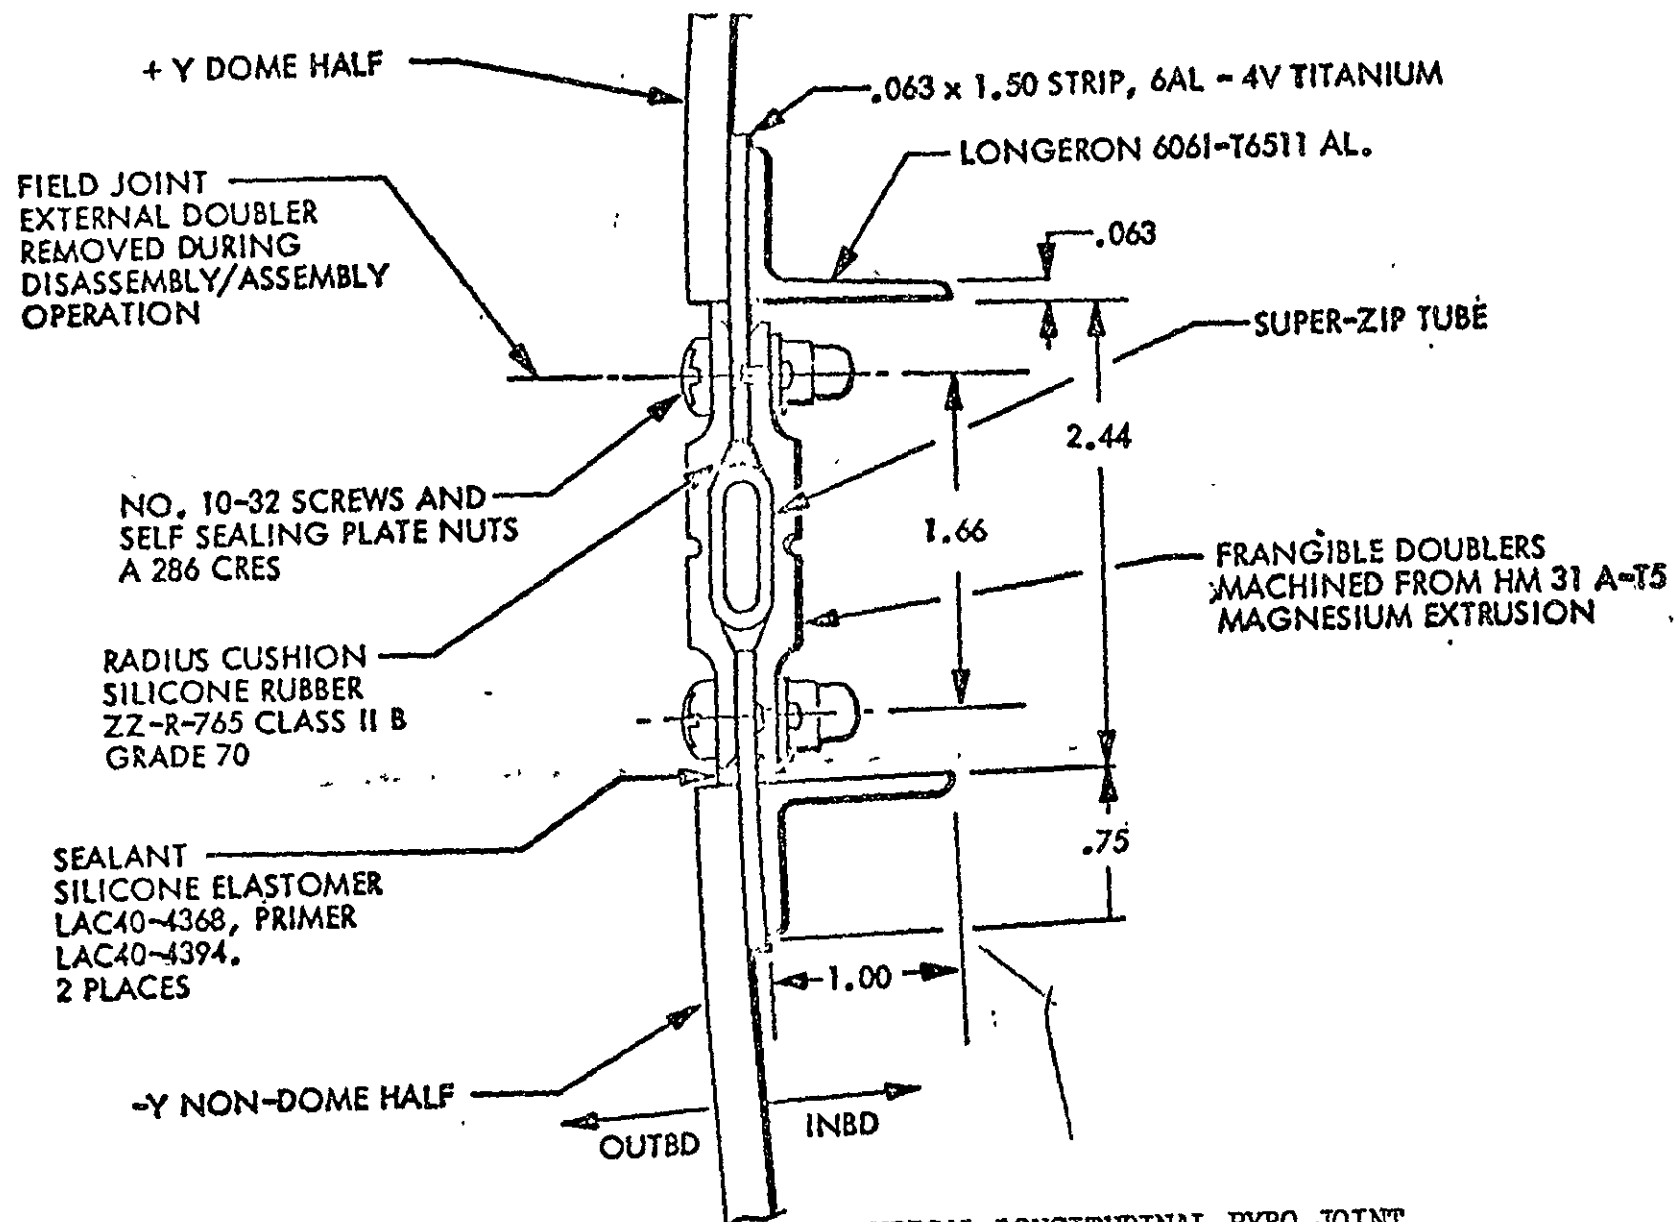 + Y DOME HALF
.063 x 1.50 STRIP, 6AL - 4V TITANIUM
LONGERON 6061-T6511 AL.
FIELD JOINT
EXTERNAL DOUBLER
REMOVED DURING
DISASSEMBLY/ASSEMBLY
OPERATION
.063
SUPER-ZIP TUBE
2.44
NO. 10-32 SCREWS AND
SELF SEALING PLATE NUTS
A 286 CRES
1.66
FRANGIBLE DOUBLERS
MACHINED FROM HM 31 A-T5
MAGNESIUM EXTRUSION
RADIUS CUSHION
SILICONE RUBBER
ZZ-R-765 CLASS II B
GRADE 70
.75
SEALANT
SILICONE ELASTOMER
LAC40-4368, PRIMER
LAC40-4394.
2 PLACES
1.00
-Y NON-DOME HALF
OUTBD
INBD
LONGITUDINAL PYRO JOINT